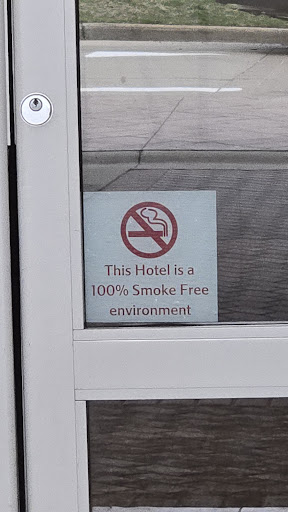 This Hotel is a
100% Smoke Free
environment